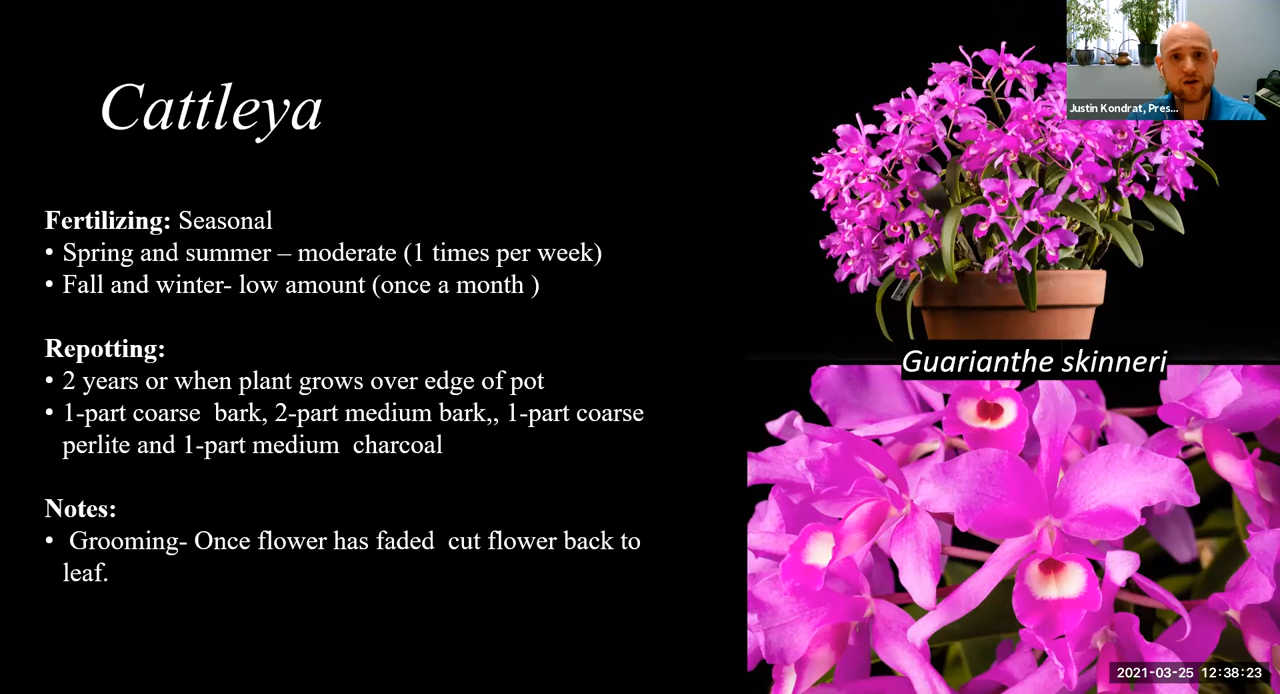 Cattleya
Fertilizing: Seasonal
• Spring and summer – moderate (1 times per week)
• Fall and winter- low amount (once a month )
Repotting:
• 2 years or when plant grows over edge of pot
• 1-part coarse  bark, 2-part medium bark,, 1-part coarse
perlite and 1-part medium  charcoal
Notes:
•  Grooming- Once flower has faded  cut flower back to
leaf.
Justin Kondrat, Pres...
Guarianthe skinneri
2021-03-25 12:38:23